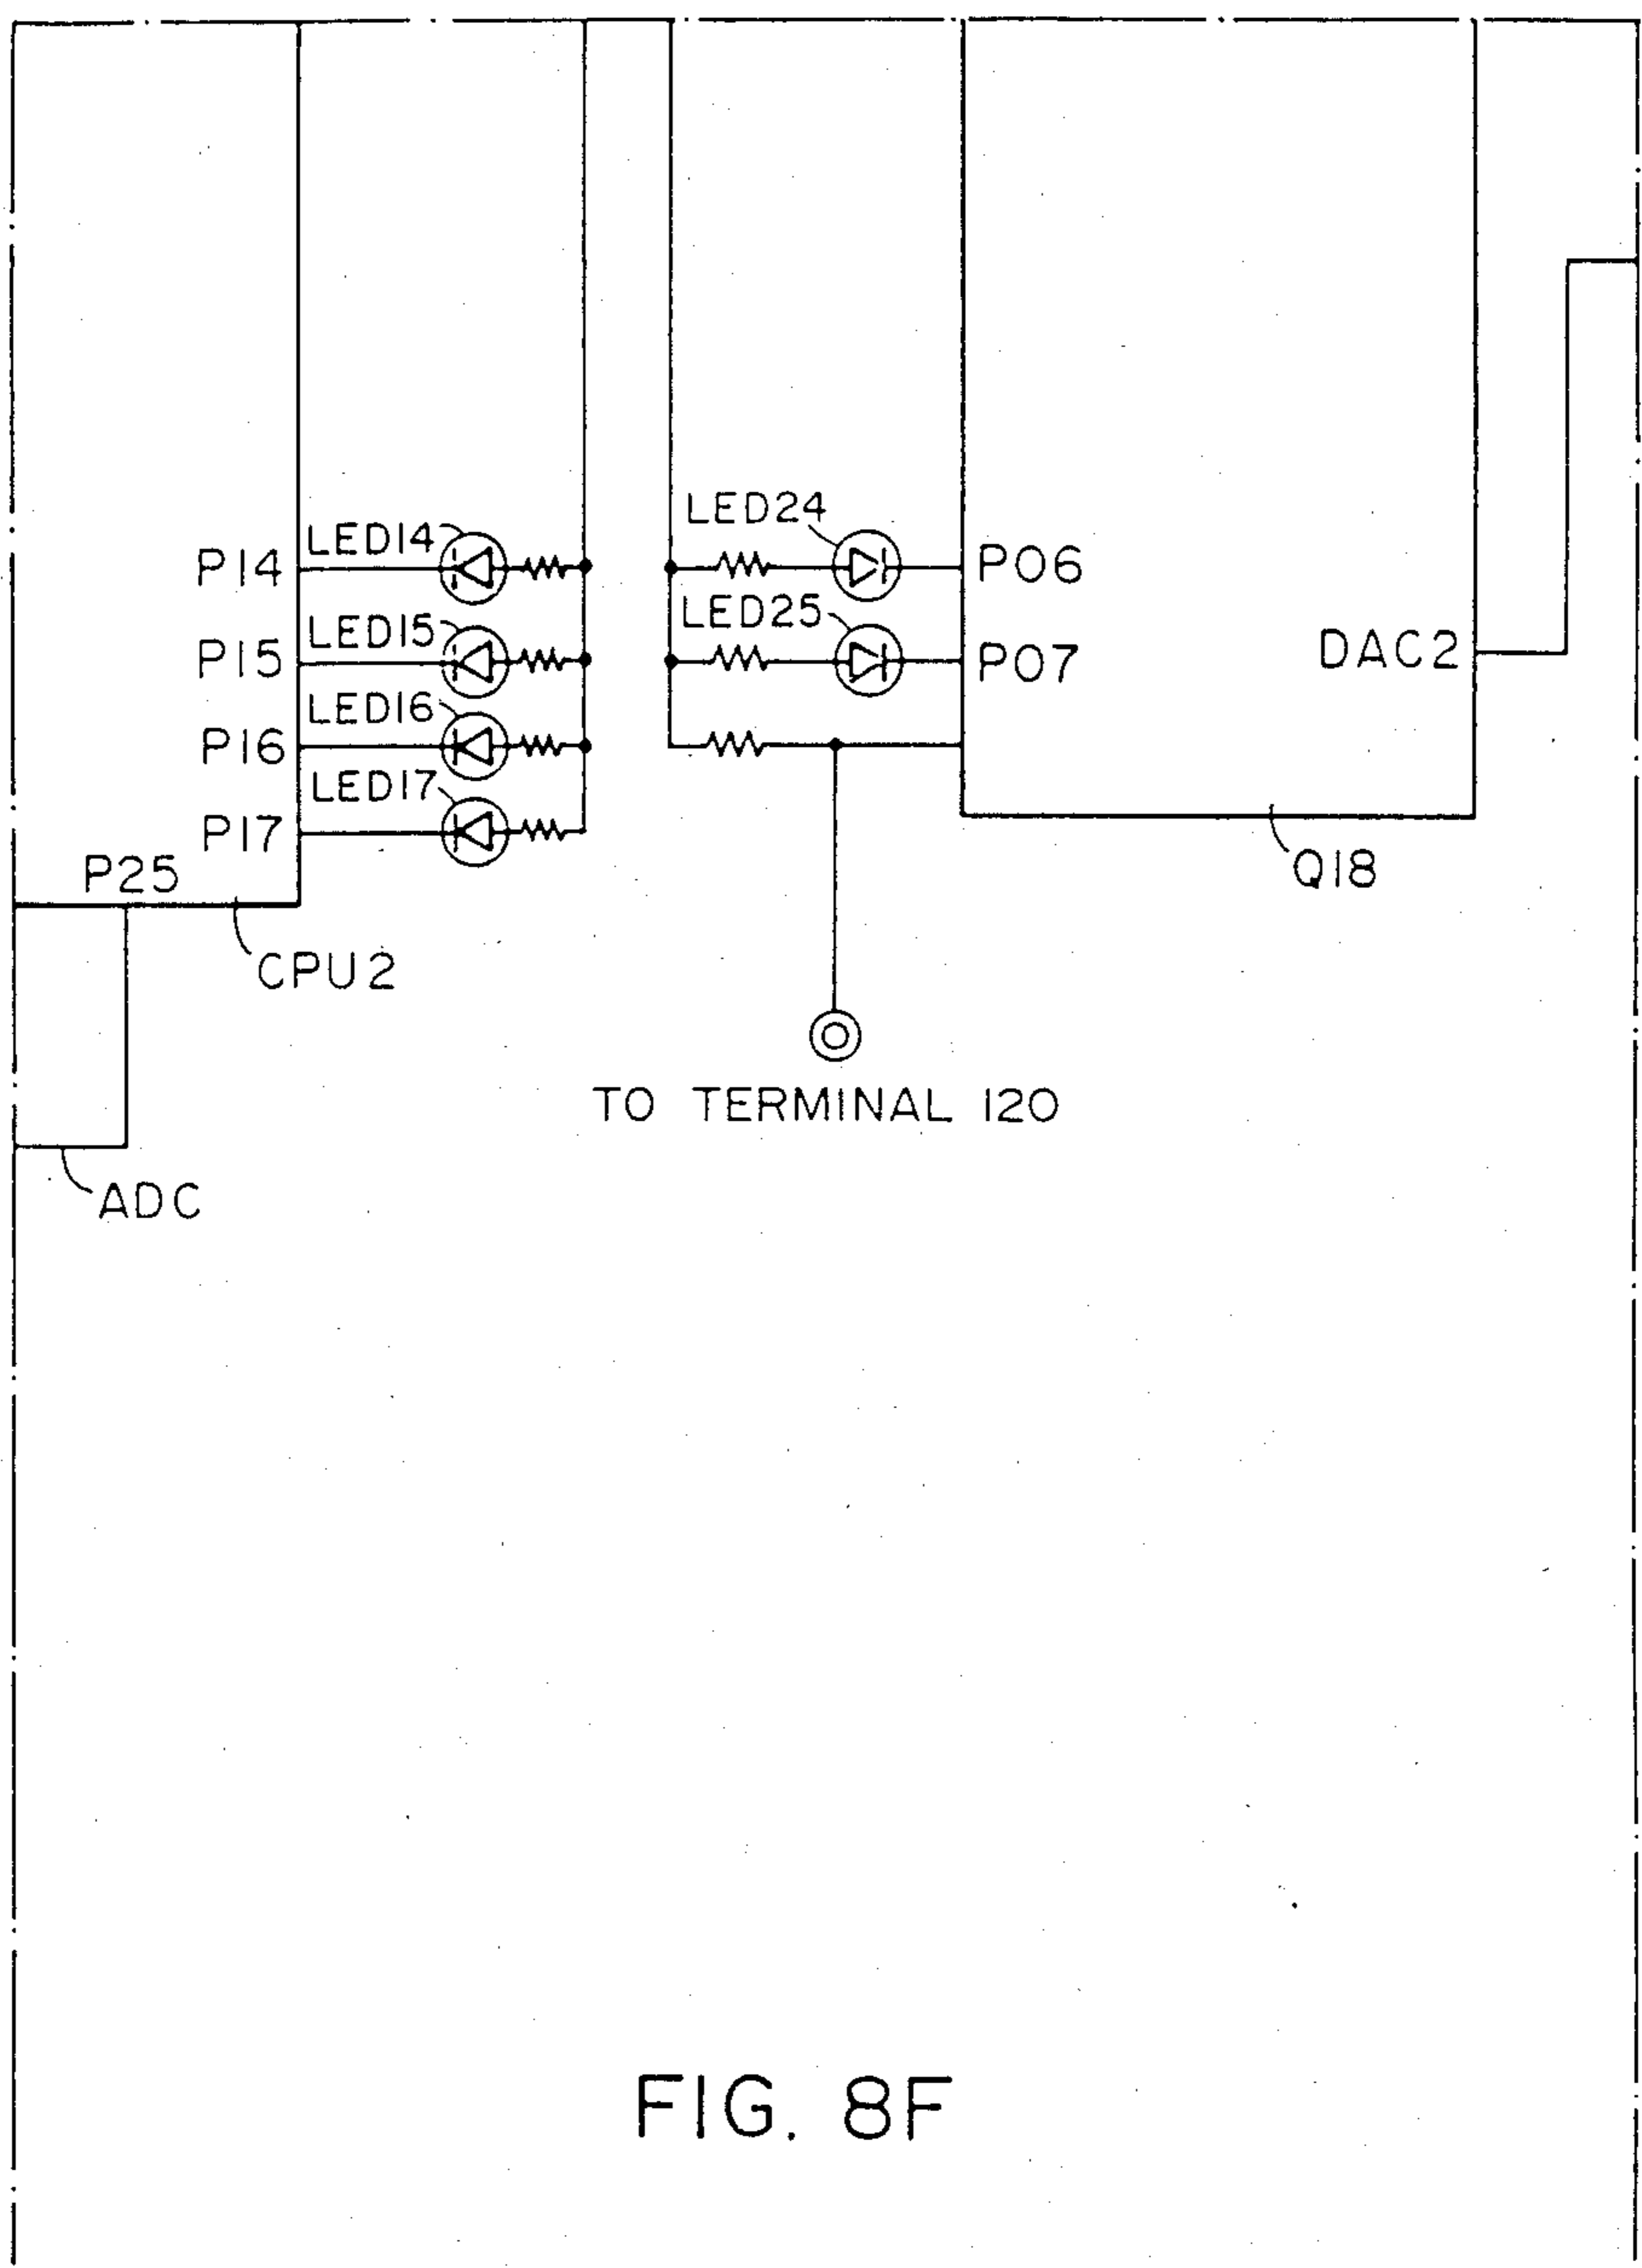 LED24
LED14
P14
P06
LED25
LED15
P15
P07
DAC2
LED16
P16
LED17
P17
P25
Q18
CPU2
TO TERMINAL 120
ADC
FIG. 8F